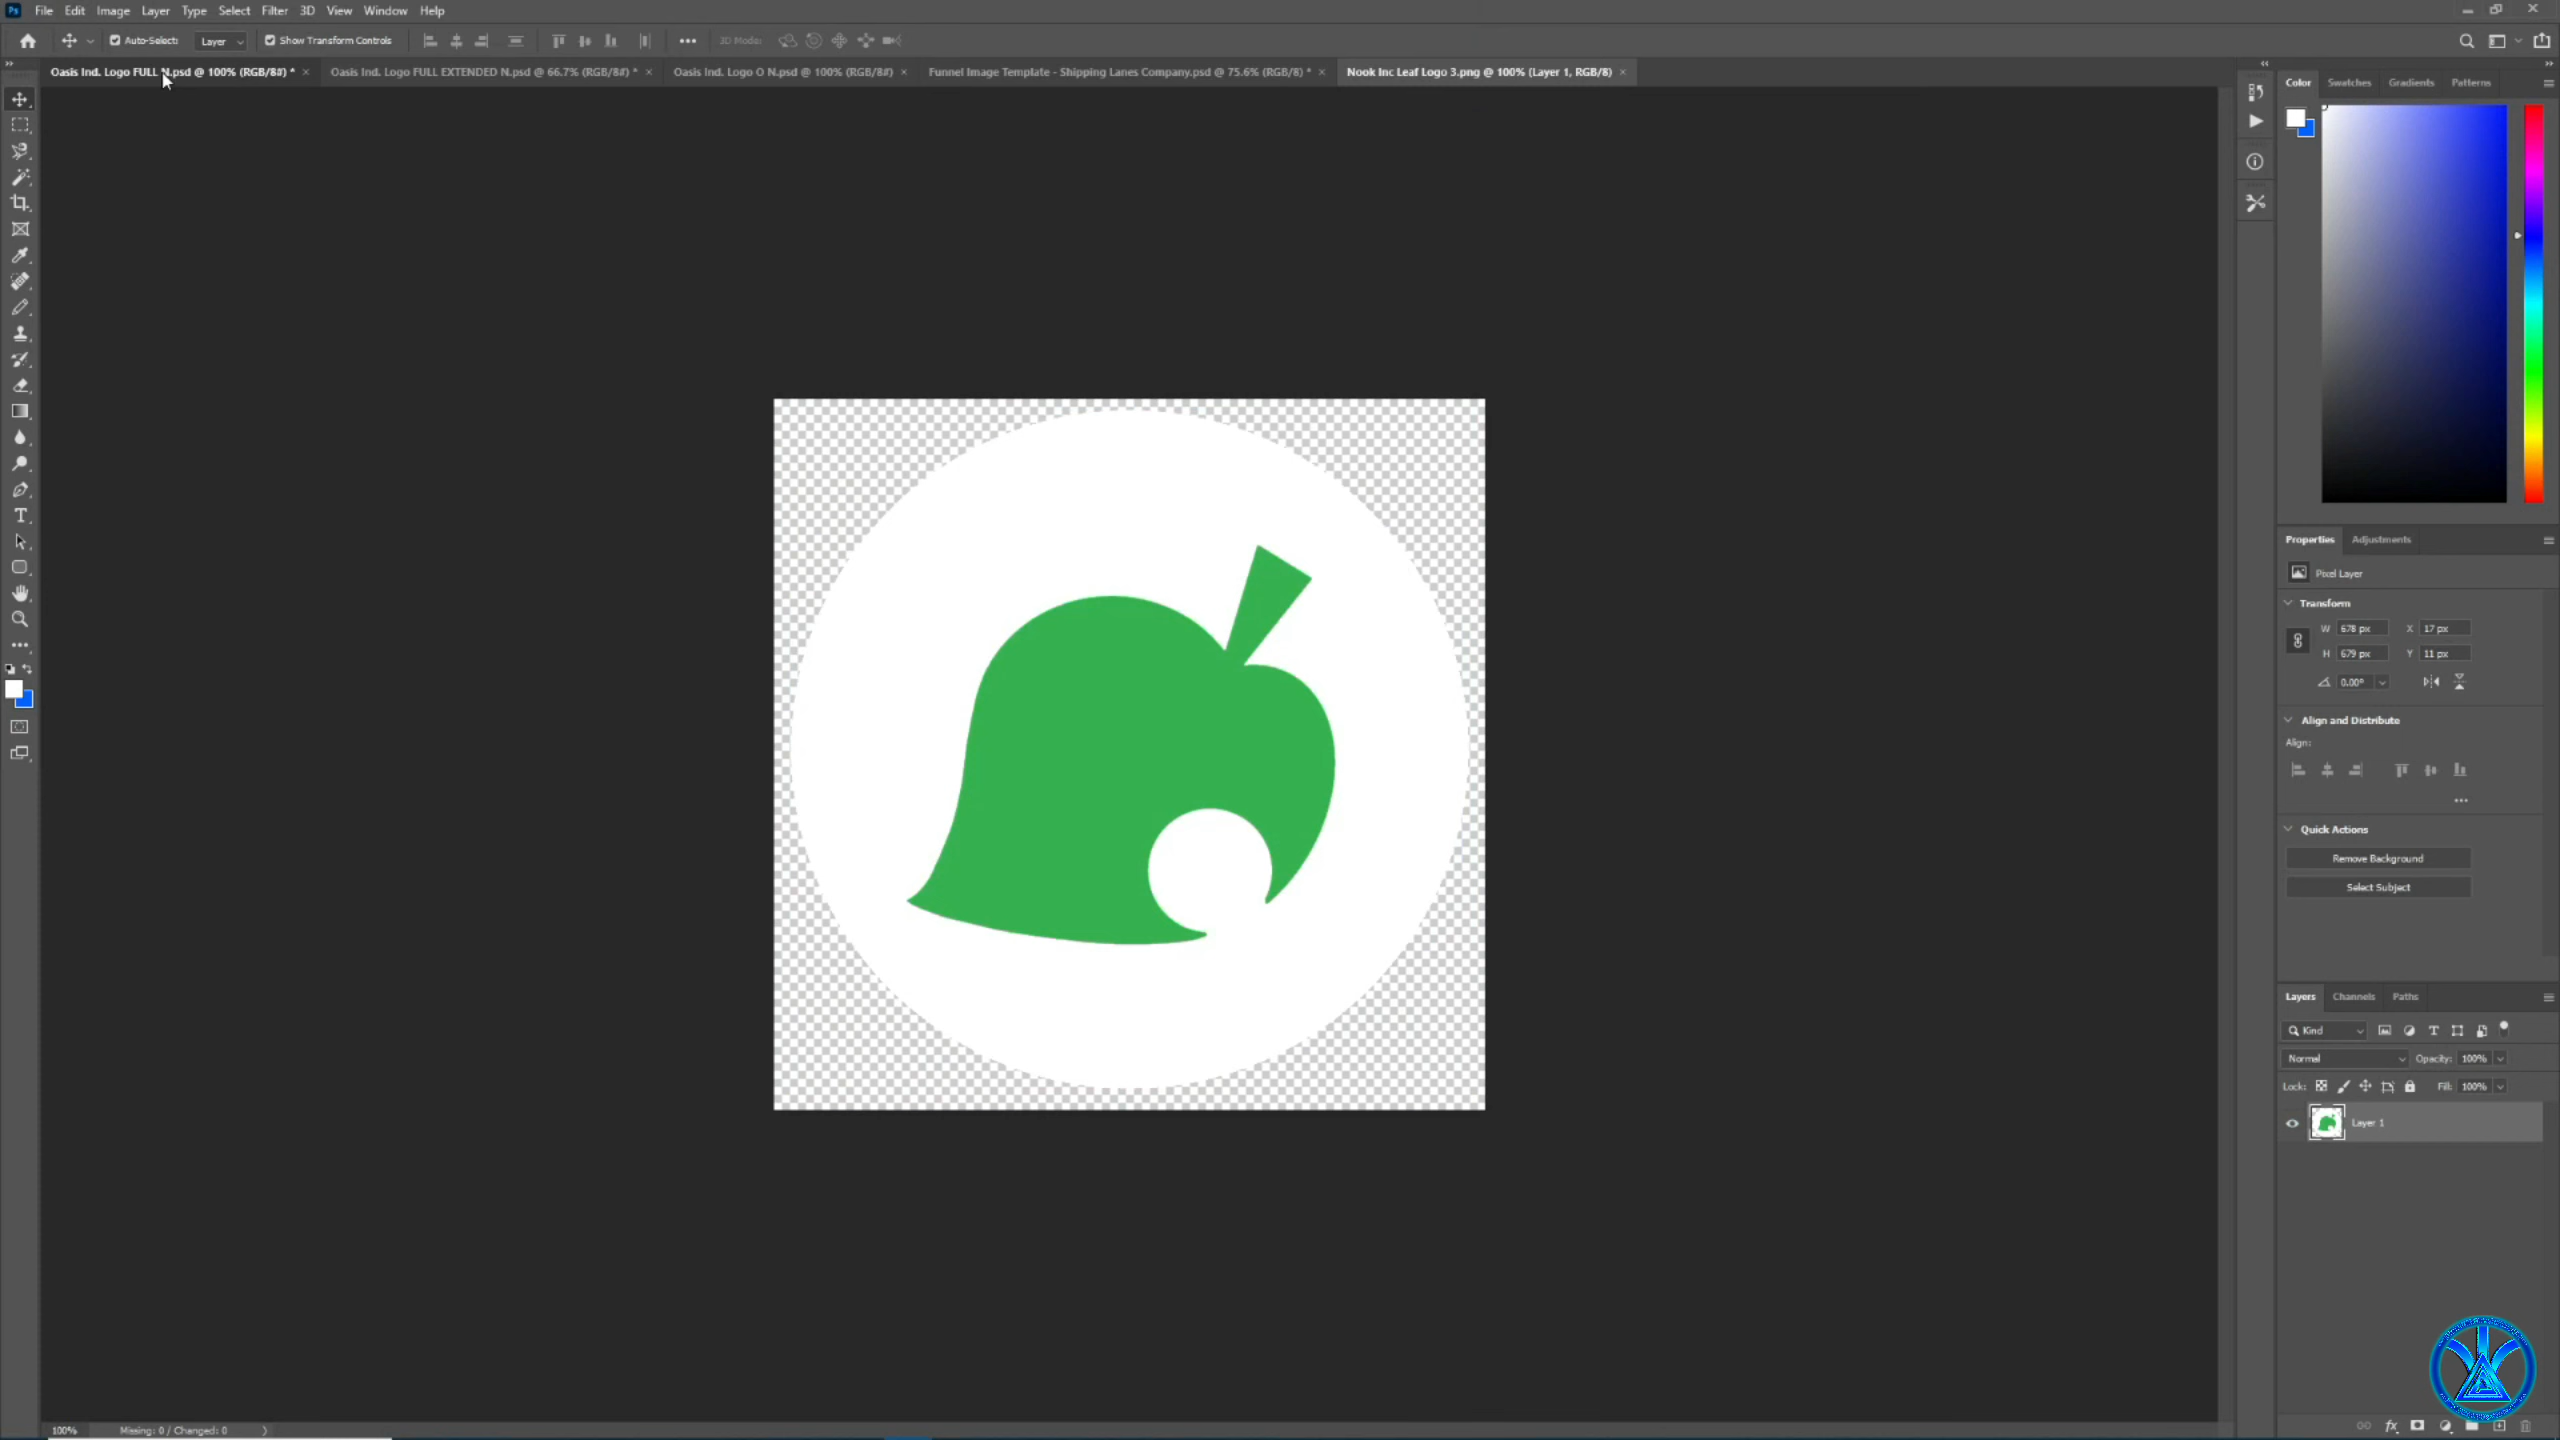 Ps File Edit Image Layer Type Select Filter 3D View Window Help
Auto-Select: Layer Show Transform Controls 3D Mode:
Oasis Ind. Logo FULL N.psd @ 100% (RGB/8#) * × Oasis Ind. Logo FULL EXTENDED N.psd @ 66.7% (RGB/8#) * × Oasis Ind. Logo O N.psd @ 100% (RGB/8#) × Funnel Image Template - Shipping Lanes Company.psd @ 75.6% (RGB/8) * × Nook Inc Leaf Logo 3.png @ 100% (Layer 1, RGB/8) ×
Color Swatches Gradients Patterns
Properties Adjustments
Pixel Layer
Transform
W 678 px X 17 px
H 679 px Y 11 px
0.00°
Align and Distribute
Align:
Quick Actions
Remove Background
Select Subject
Layers Channels Paths
Kind
Normal Opacity: 100%
Lock: Fill: 100%
Layer 1
fx
100% Missing: 0 / Changed: 0